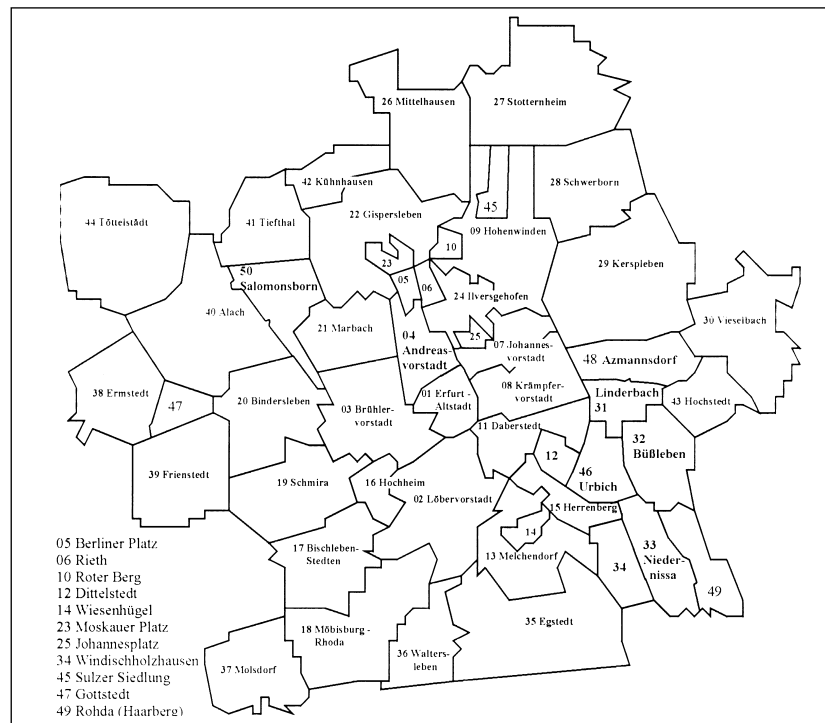 26 Mittelhausen
27 Stotternheim
42 Kühnhausen
28 Schwerborn
44 Töttelstädt
41 Tiefthal
22 Gispersleben
45
09 Hohenwinden
10
23
29 Kerspleben
50
Salomonsborn
05
06
24 Ilversgehofen
40 Alach
21 Marbach
30 Vieselbach
04
Andreas-
vorstadt
25
07 Johannes-
vorstadt
48 Azmannsdorf
38 Ermstedt
47
20 Bindersleben
01 Erfurt -
Altstadt
08 Krämpfer-
vorstadt
Linderbach
31
43 Hochstedt
03 Brühler-
vorstadt
11 Daberstedt
32
Büßleben
39 Frienstedt
12
46
Urbich
19 Schmira
16 Hochheim
02 Löbervorstadt
15 Herrenberg
14
17 Bischleben-
Stedten
13 Melchendorf
33
Nieder-
nissa
34
49
18 Möbisburg -
Rhoda
35 Egstedt
36 Walters-
leben
37 Molsdorf
05 Berliner Platz
06 Rieth
10 Roter Berg
12 Dittelstedt
14 Wiesenhügel
23 Moskauer Platz
25 Johannesplatz
34 Windischholzhausen
45 Sulzer Siedlung
47 Gottstedt
49 Rohda (Haarberg)